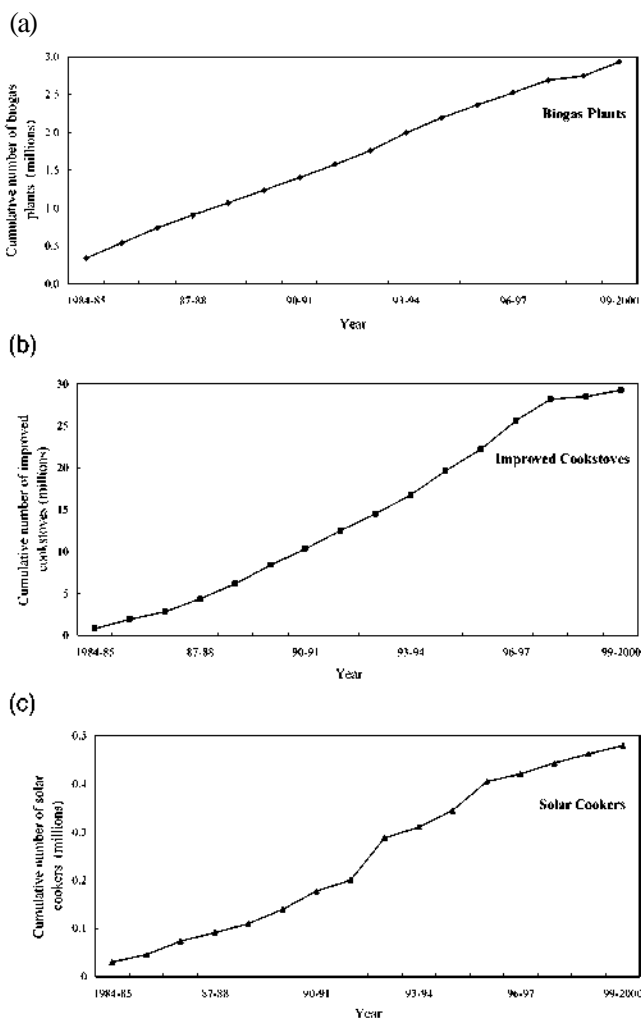 (a)
Cumulative number of biogas
plants (millions)
3.0
2.5
2.0
1.5
1.0
0.5
0.0
Biogas Plants
1984-85 87-88 90-91 93-94 96-97 99-2000
Year
(b)
Cumulative number of improved
cookstoves (millions)
30
25
20
15
10
5
0
Improved Cookstoves
1984-85 87-88 90-91 93-94 96-97 99-2000
Year
(c)
Cumulative number of solar
cookers (millions)
0.5
0.4
0.3
0.2
0.1
0
Solar Cookers
1984-85 87-88 90-91 93-94 96-97 99-2000
Year